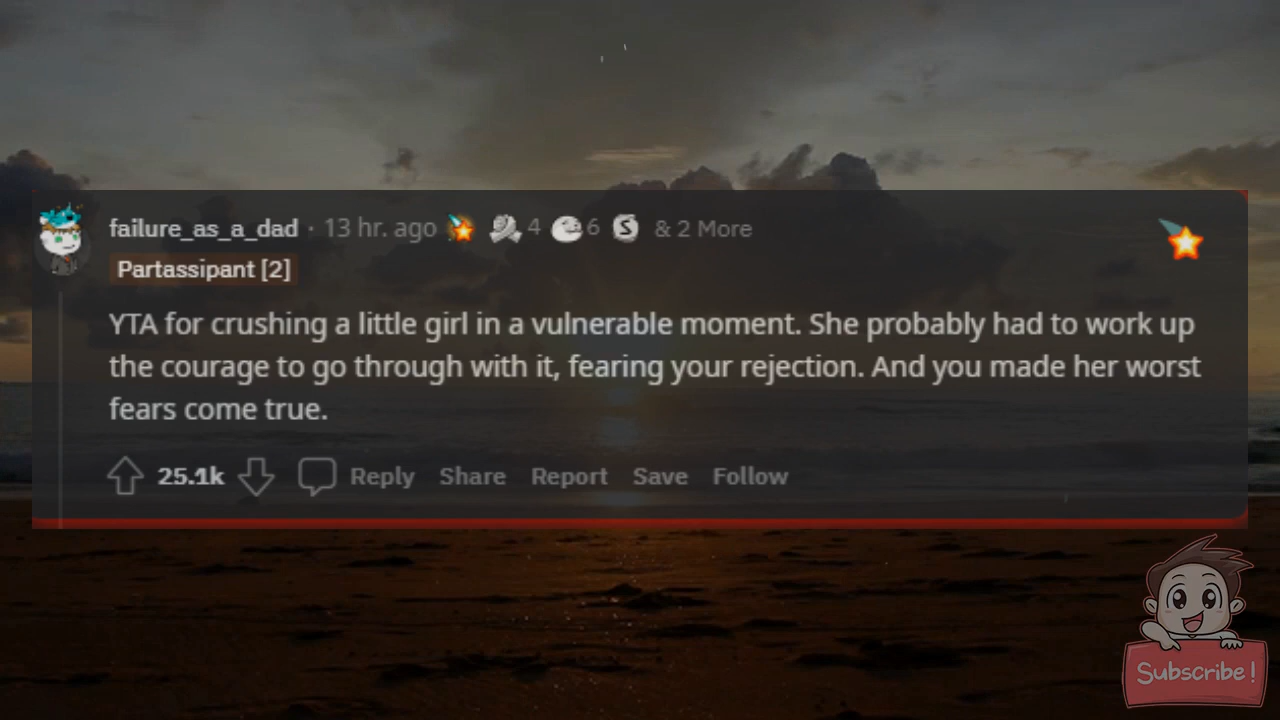 failure_as_a_dad · 13 hr. ago 4 6 S & 2 More
Partassipant [2]
YTA for crushing a little girl in a vulnerable moment. She probably had to work up
the courage to go through with it, fearing your rejection. And you made her worst
fears come true.
25.1k Reply Share Report Save Follow
Subscribe!